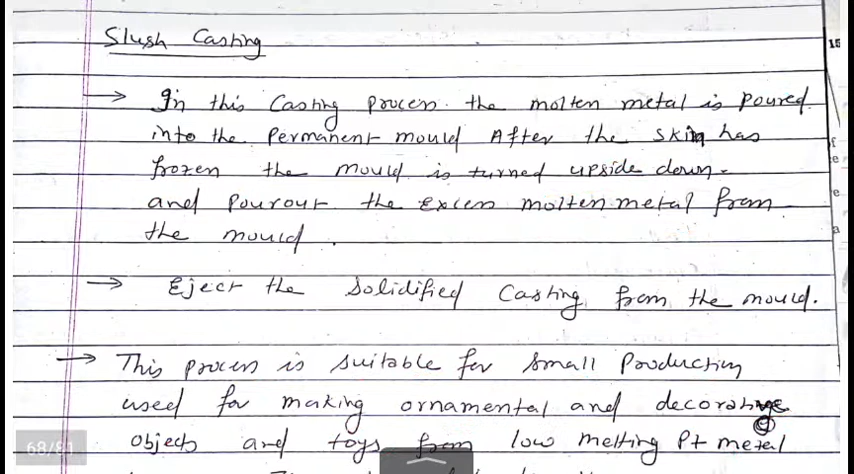 Slush Casting
→ In this Casting process the molten metal is poured
into the Permanent mould After the skin has
frozen the mould is turned upside down
and Pourout the Excess molten metal from
the mould.
→ Eject the Solidified Casting from the mould.
→ This process is suitable for small Production
used for making ornamental and decorative
objects and toys from low melting Pt metal
68/81
15